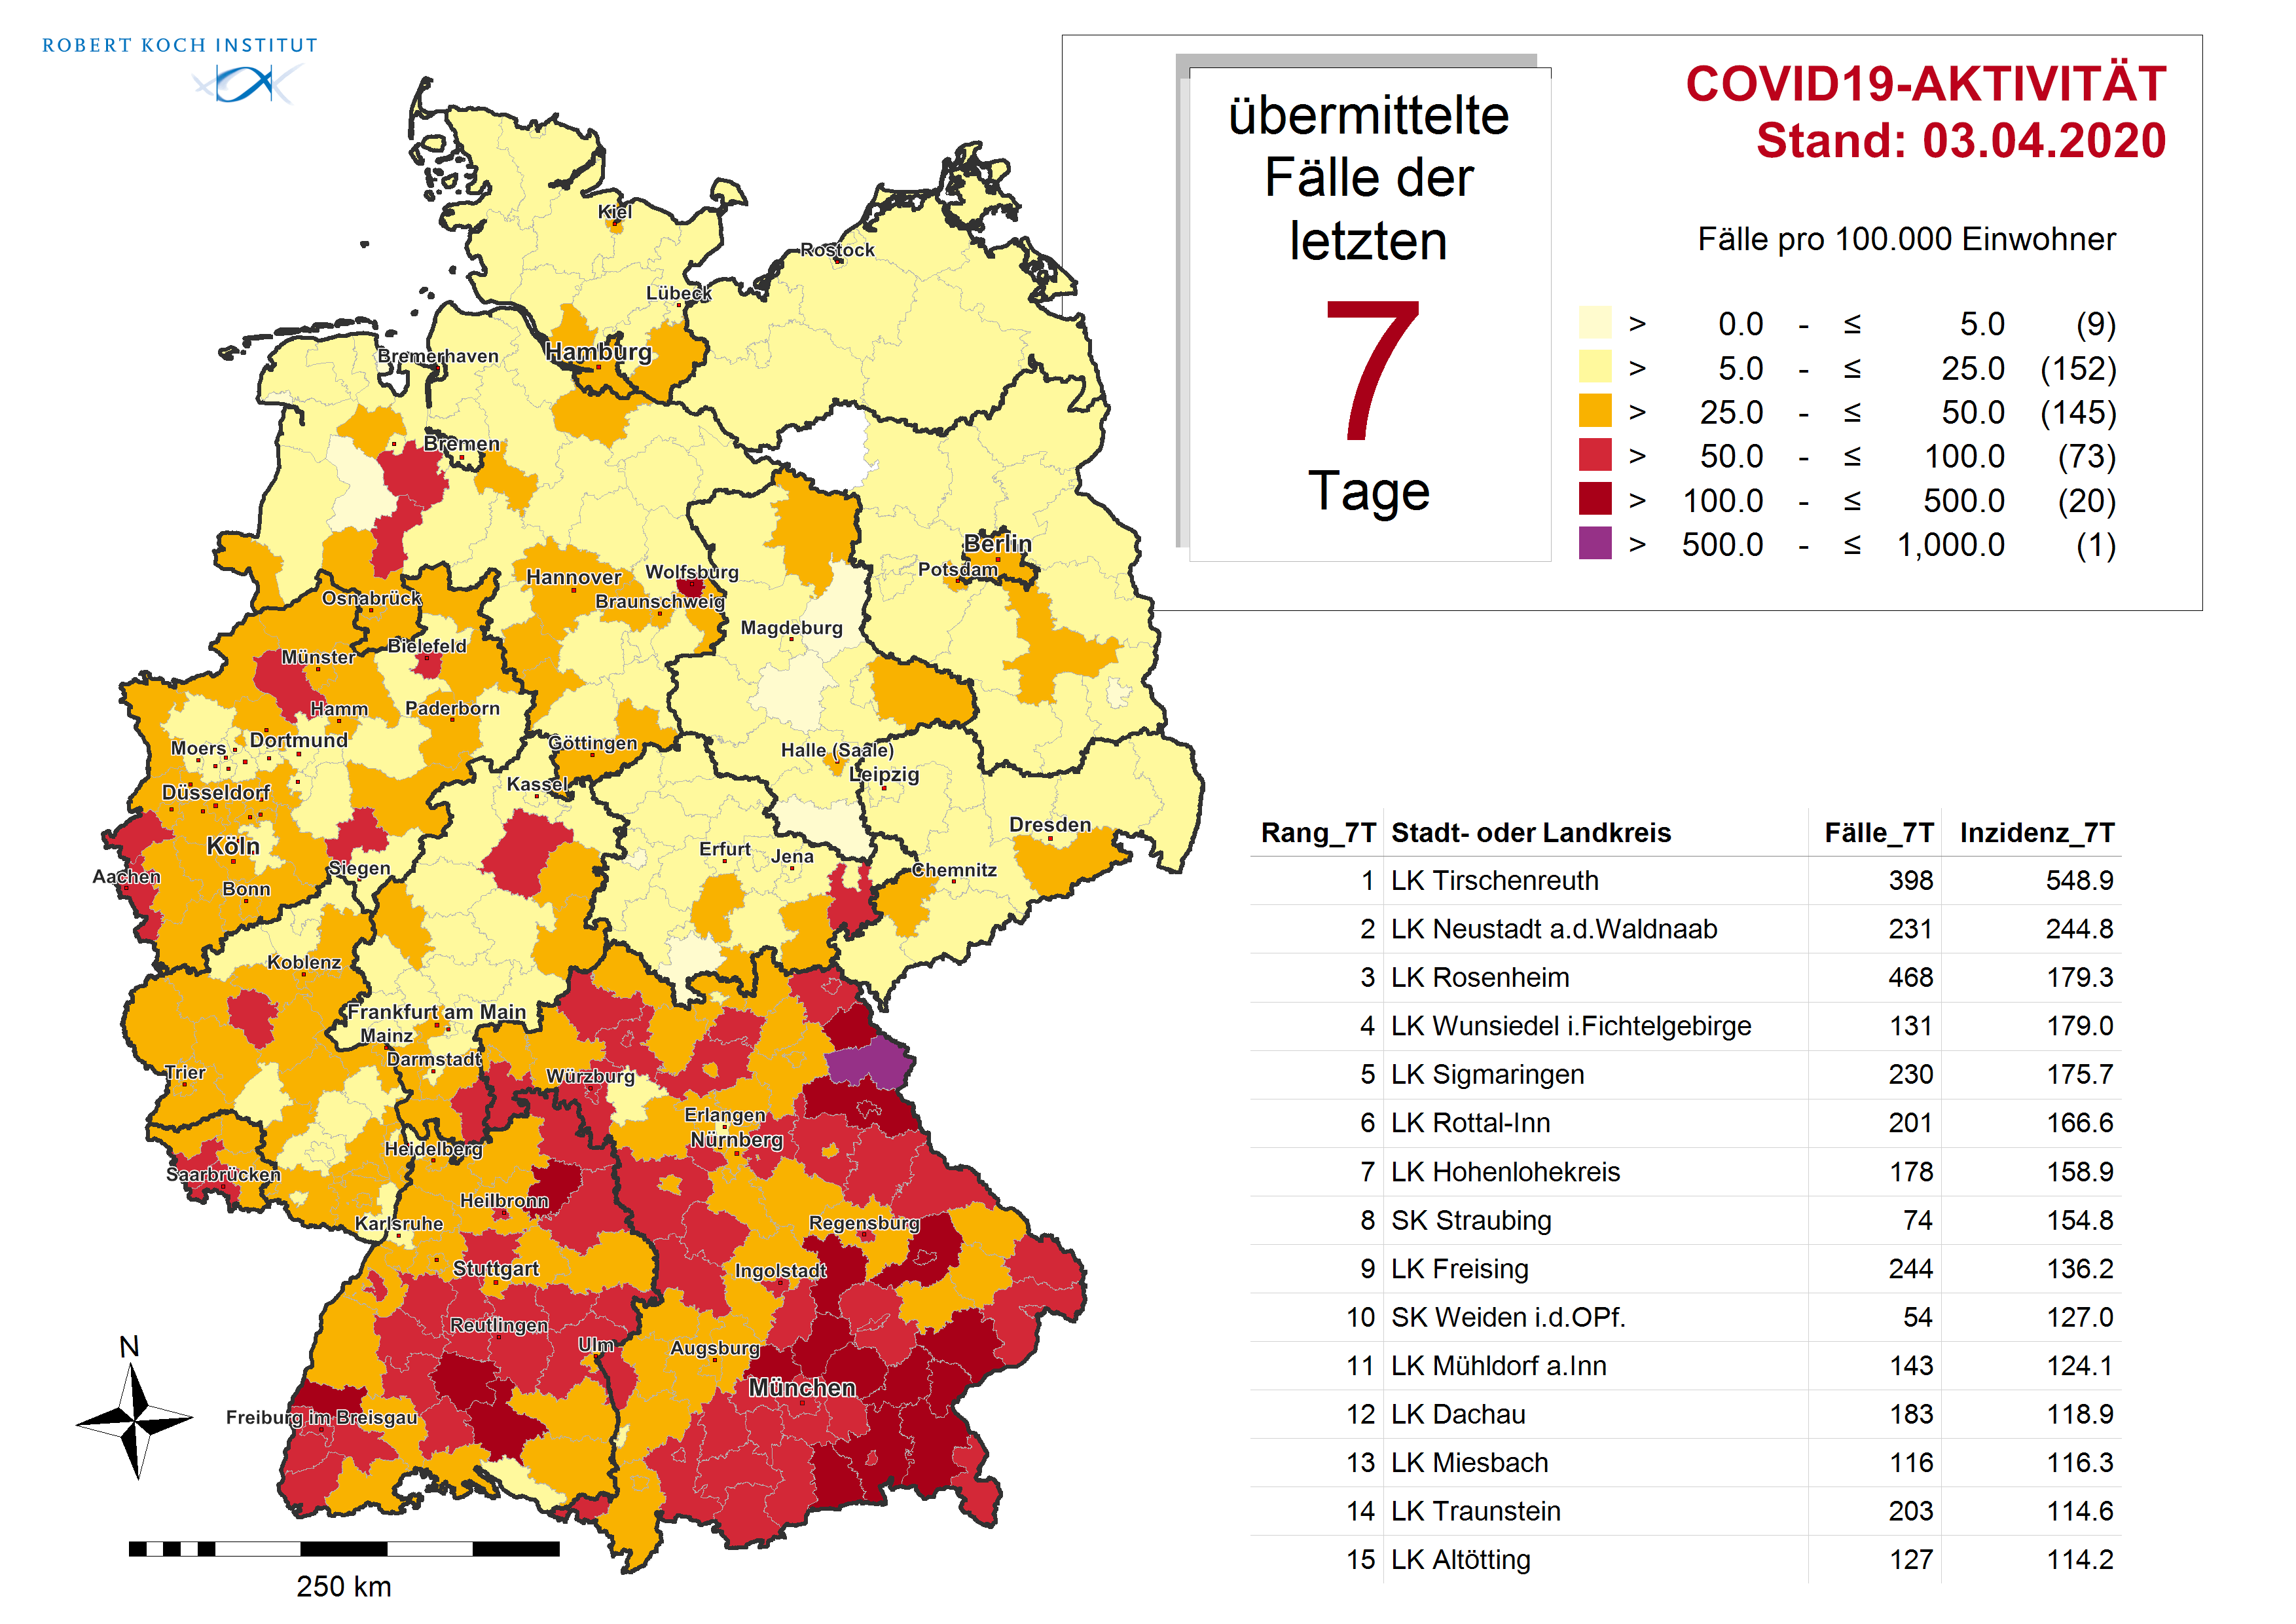 ROBERT KOCH INSTITUT
übermittelte
Fälle der
letzten
7
Tage
COVID19-AKTIVITÄT
Stand: 03.04.2020
Fälle pro 100.000 Einwohner
> 0.0 - ≤ 5.0 (9)
> 5.0 - ≤ 25.0 (152)
> 25.0 - ≤ 50.0 (145)
> 50.0 - ≤ 100.0 (73)
> 100.0 - ≤ 500.0 (20)
> 500.0 - ≤ 1,000.0 (1)
Kiel
Rostock
Lübeck
Bremerhaven
Hamburg
Bremen
Berlin
Potsdam
Hannover
Wolfsburg
Osnabrück
Braunschweig
Magdeburg
Bielefeld
Münster
Hamm
Paderborn
Moers
Dortmund
Göttingen
Halle (Saale)
Leipzig
Kassel
Düsseldorf
Dresden
Köln
Erfurt
Jena
Siegen
Chemnitz
Aachen
Bonn
Koblenz
Frankfurt am Main
Mainz
Darmstadt
Trier
Würzburg
Erlangen
Nürnberg
Heidelberg
Saarbrücken
Heilbronn
Karlsruhe
Regensburg
Stuttgart
Ingolstadt
Reutlingen
Ulm
Augsburg
München
Freiburg im Breisgau
N
250 km
Rang_7T Stadt- oder Landkreis Fälle_7T Inzidenz_7T
1 LK Tirschenreuth 398 548.9
2 LK Neustadt a.d.Waldnaab 231 244.8
3 LK Rosenheim 468 179.3
4 LK Wunsiedel i.Fichtelgebirge 131 179.0
5 LK Sigmaringen 230 175.7
6 LK Rottal-Inn 201 166.6
7 LK Hohenlohekreis 178 158.9
8 SK Straubing 74 154.8
9 LK Freising 244 136.2
10 SK Weiden i.d.OPf. 54 127.0
11 LK Mühldorf a.Inn 143 124.1
12 LK Dachau 183 118.9
13 LK Miesbach 116 116.3
14 LK Traunstein 203 114.6
15 LK Altötting 127 114.2